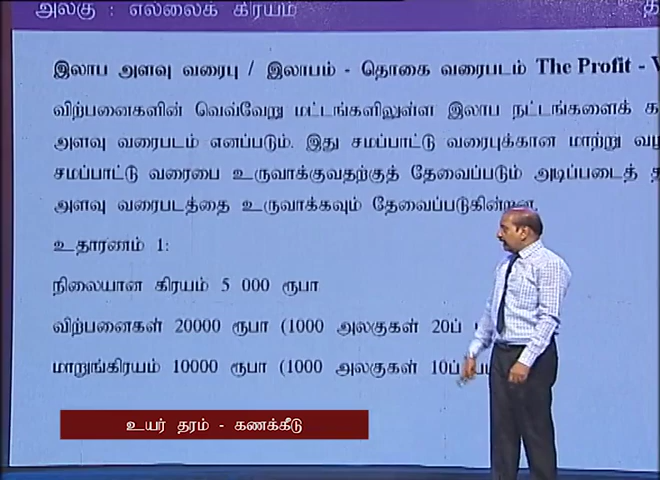 அலகு : எல்லைக் கிரயம்
இலாப அளவு வரைபு / இலாபம் - தொகை வரைபடம் The Profit -
விற்பனைகளின் வெவ்வேறு மட்டங்களிலுள்ள இலாப நட்டங்களைக்
அளவு வரைபடம் எனப்படும். இது சமப்பாட்டு வரைபுக்கான மாற்று
சமப்பாட்டு வரைபை உருவாக்குவதற்குத் தேவைப்படும் அடிப்படைத்
அளவு வரைபடத்தை உருவாக்கவும் தேவைப்படுகின்றன.
உதாரணம் 1:
நிலையான கிரயம் 5 000 ரூபா
விற்பனைகள் 20000 ரூபா (1000 அலகுகள் 20ப்
மாறுங்கிரயம் 10000 ரூபா (1000 அலகுகள் 10ப்
உயர் தரம் - கணக்கீடு